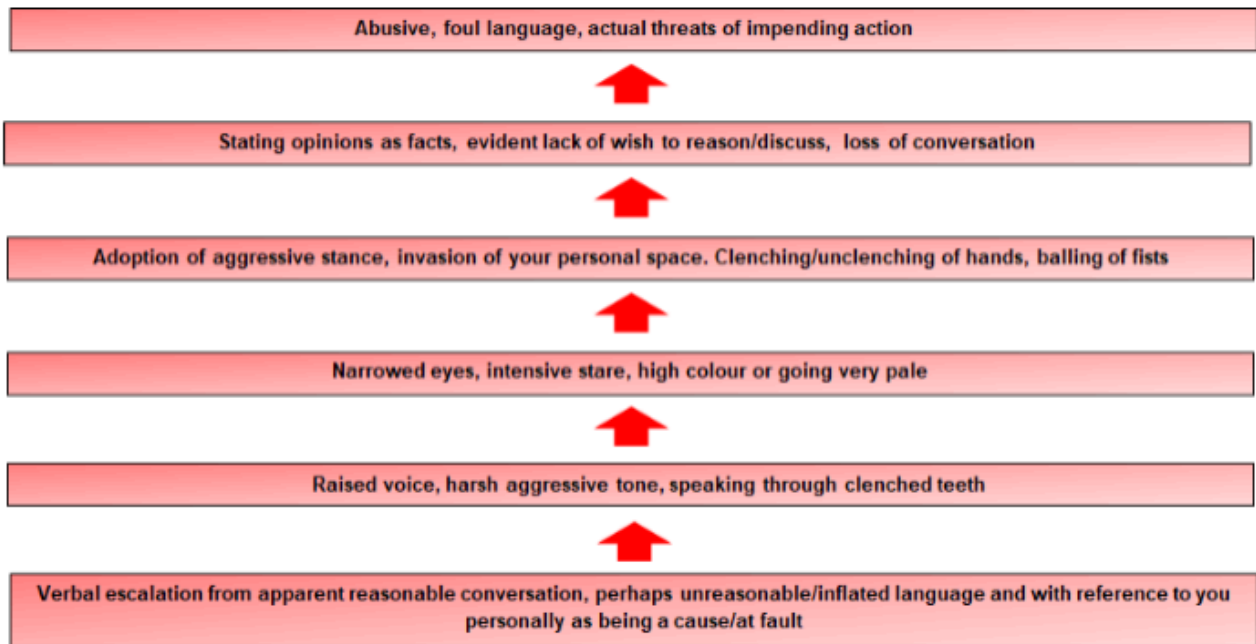 Abusive, foul language, actual threats of impending action
Stating opinions as facts, evident lack of wish to reason/discuss, loss of conversation
Adoption of aggressive stance, invasion of your personal space. Clenching/unclenching of hands, balling of fists
Narrowed eyes, intensive stare, high colour or going very pale
Raised voice, harsh aggressive tone, speaking through clenched teeth
Verbal escalation from apparent reasonable conversation, perhaps unreasonable/inflated language and with reference to you
personally as being a cause/at fault